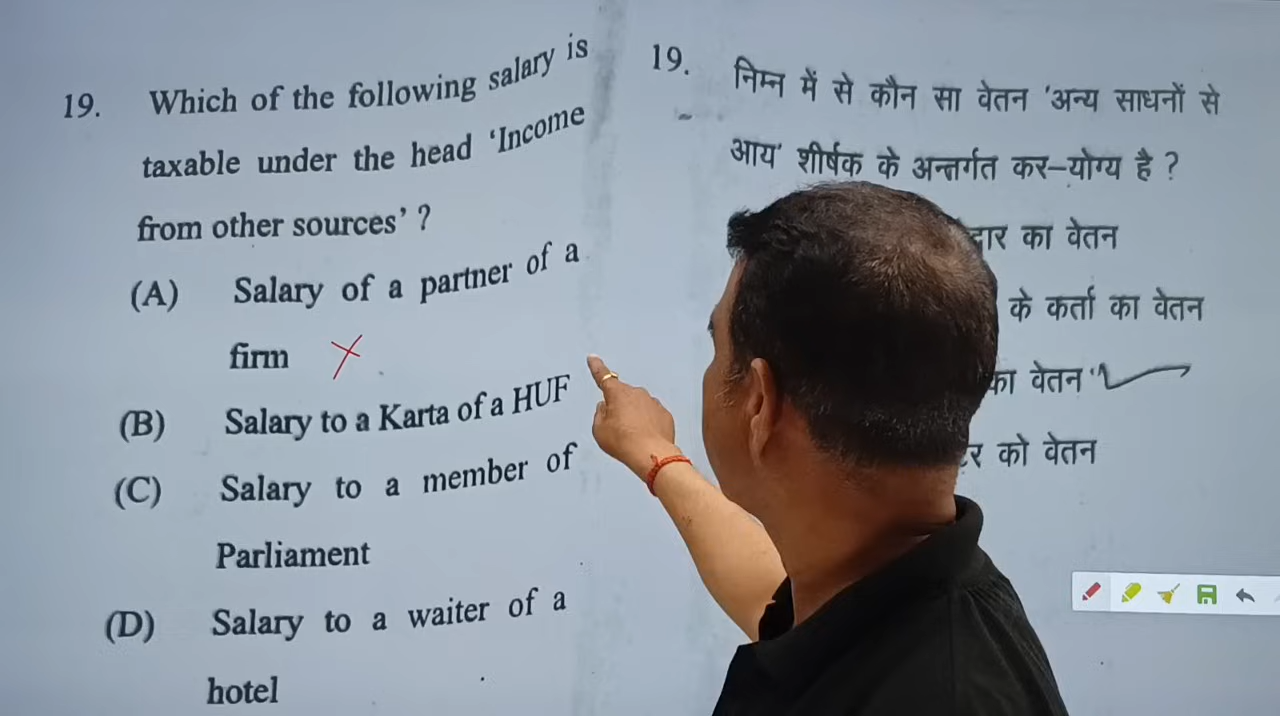 19. Which of the following salary is
taxable under the head 'Income
from other sources' ?
(A) Salary of a partner of a
firm
(B) Salary to a Karta of a HUF
(C) Salary to a member of
Parliament
(D) Salary to a waiter of a
hotel
19. निम्न में से कौन सा वेतन 'अन्य साधनों से
आय' शीर्षक के अन्तर्गत कर-योग्य है ?
का वेतन
के कर्ता का वेतन
का वेतन
को वेतन